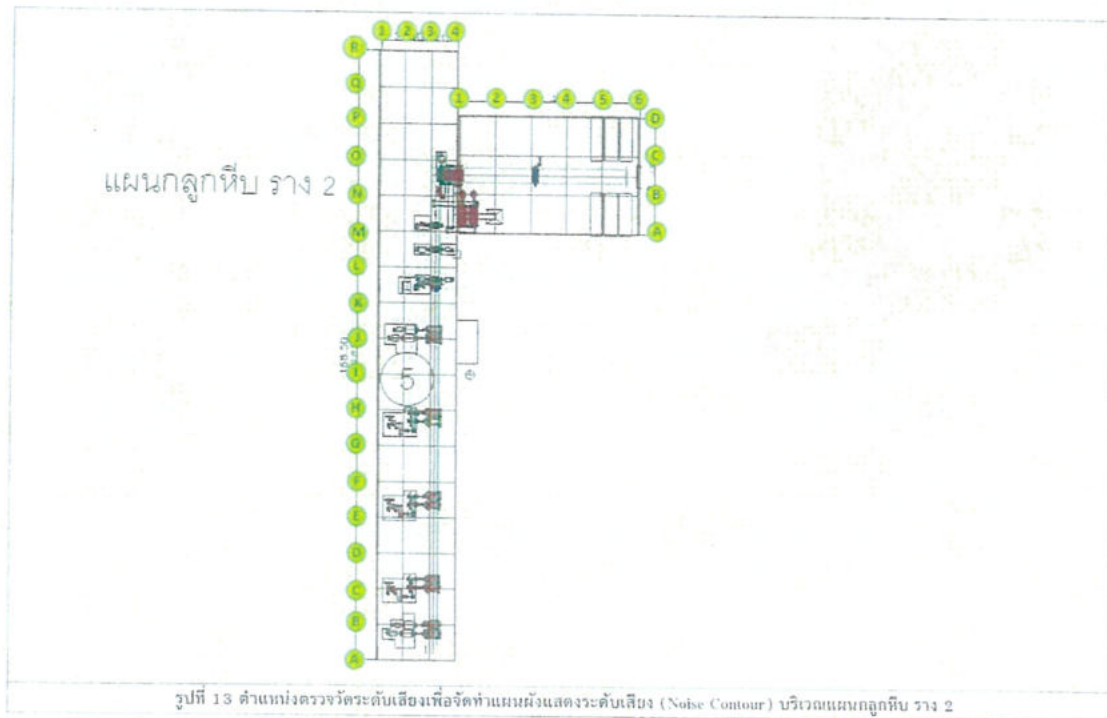 1 2 3 4
R
Q
P
O
N
M
L
K
J
I
H
G
F
E
D
C
B
A
1 2 3 4 5 6
D
C
B
A
แผนกลูกหีบ ราง 2
188.50
5
รูปที่ 13 ตำแหน่งตรวจวัดระดับเสียงเพื่อจัดทำแผนผังแสดงระดับเสียง (Noise Contour) บริเวณแผนกลูกหีบ ราง 2